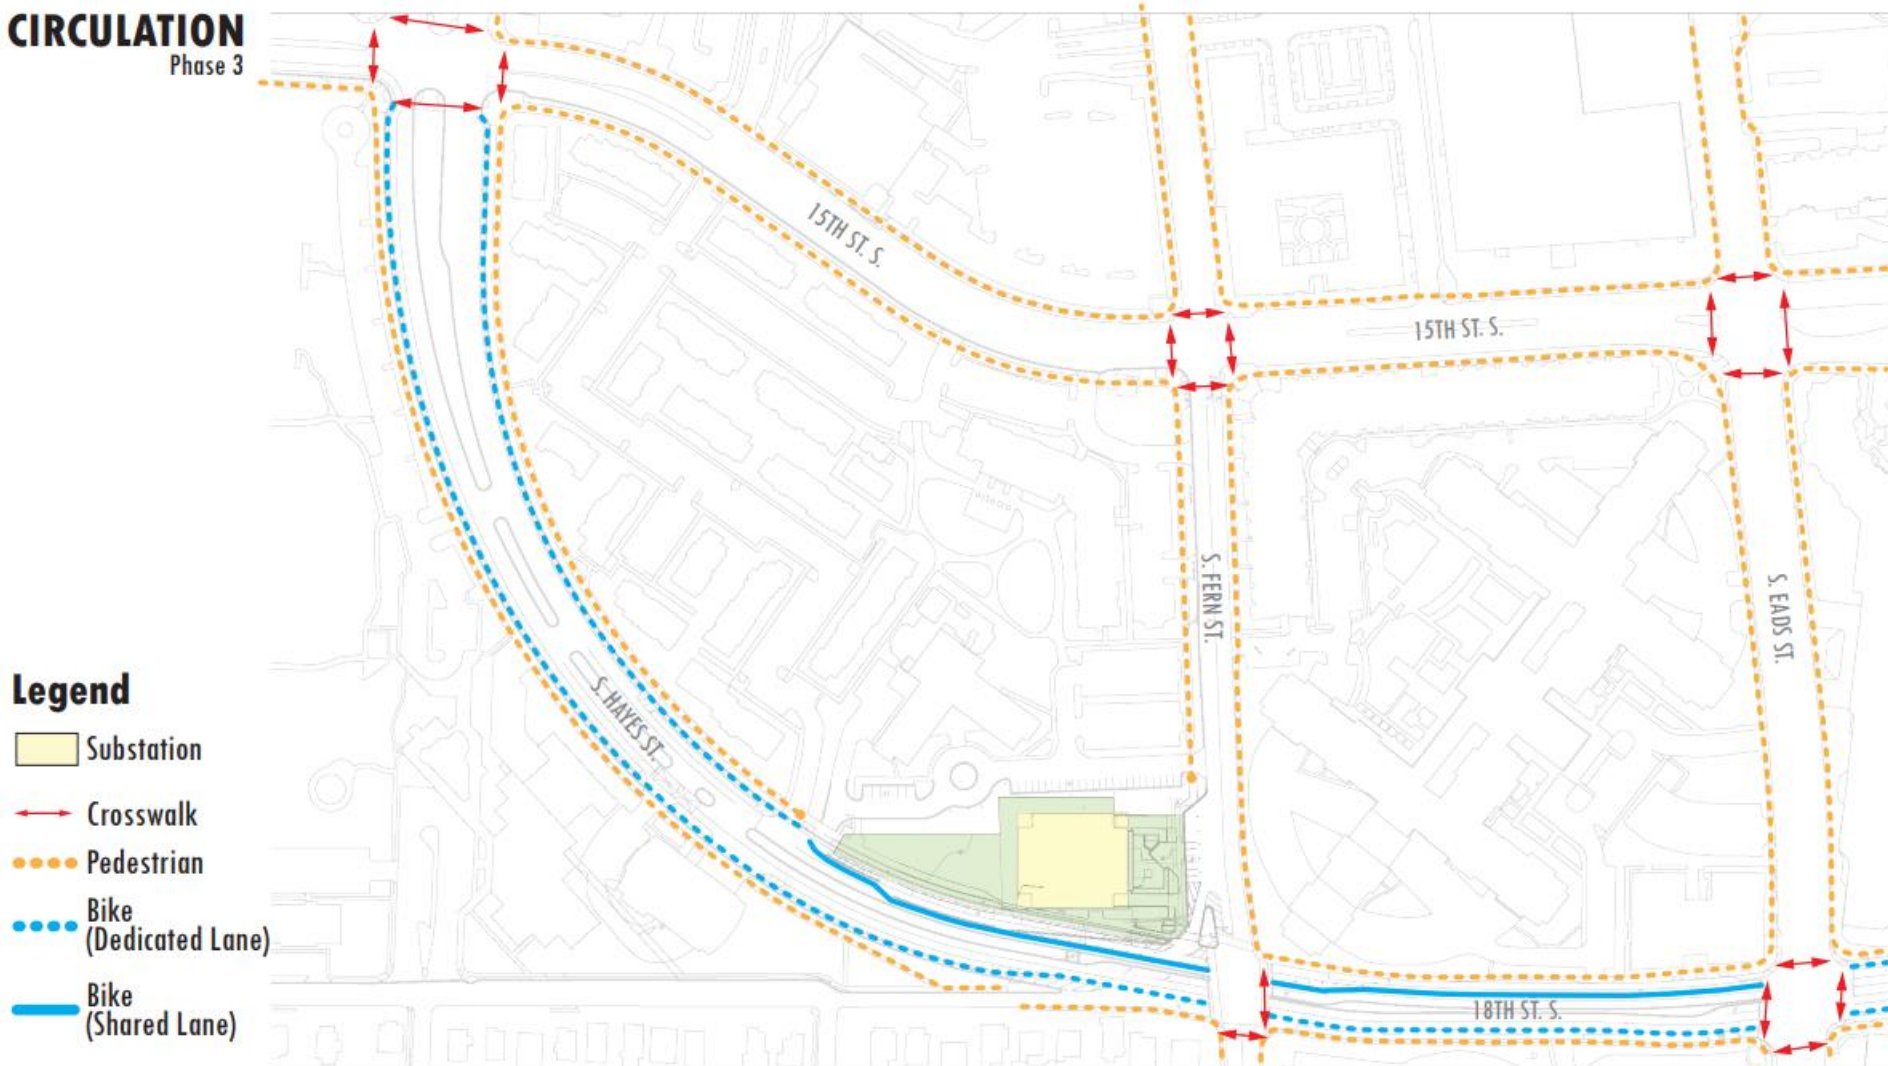 CIRCULATION
Phase 3
15TH ST. S.
15TH ST. S.
S. FERN ST.
S. EADS ST.
S. HAYES ST.
18TH ST. S.
Legend
Substation
Crosswalk
Pedestrian
Bike
(Dedicated Lane)
Bike
(Shared Lane)